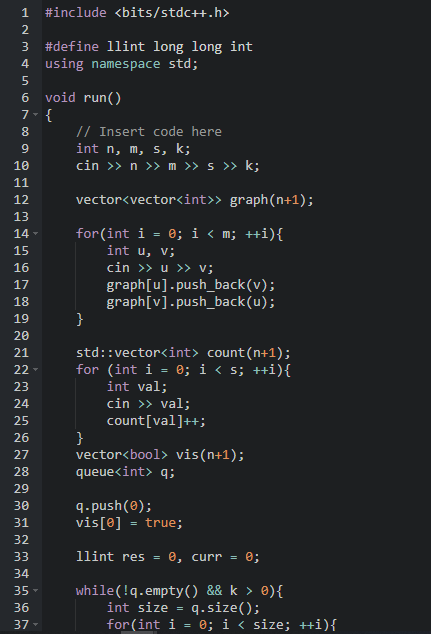 1 #include <bits/stdc++.h>
2
3 #define llint long long int
4 using namespace std;
5
6 void run()
7 {
8     // Insert code here
9     int n, m, s, k;
10     cin >> n >> m >> s >> k;
11
12     vector<vector<int>> graph(n+1);
13
14     for(int i = 0; i < m; ++i){
15         int u, v;
16         cin >> u >> v;
17         graph[u].push_back(v);
18         graph[v].push_back(u);
19     }
20
21     std::vector<int> count(n+1);
22     for (int i = 0; i < s; ++i){
23         int val;
24         cin >> val;
25         count[val]++;
26     }
27     vector<bool> vis(n+1);
28     queue<int> q;
29
30     q.push(0);
31     vis[0] = true;
32
33     llint res = 0, curr = 0;
34
35     while(!q.empty() && k > 0){
36         int size = q.size();
37         for(int i = 0; i < size; ++i){